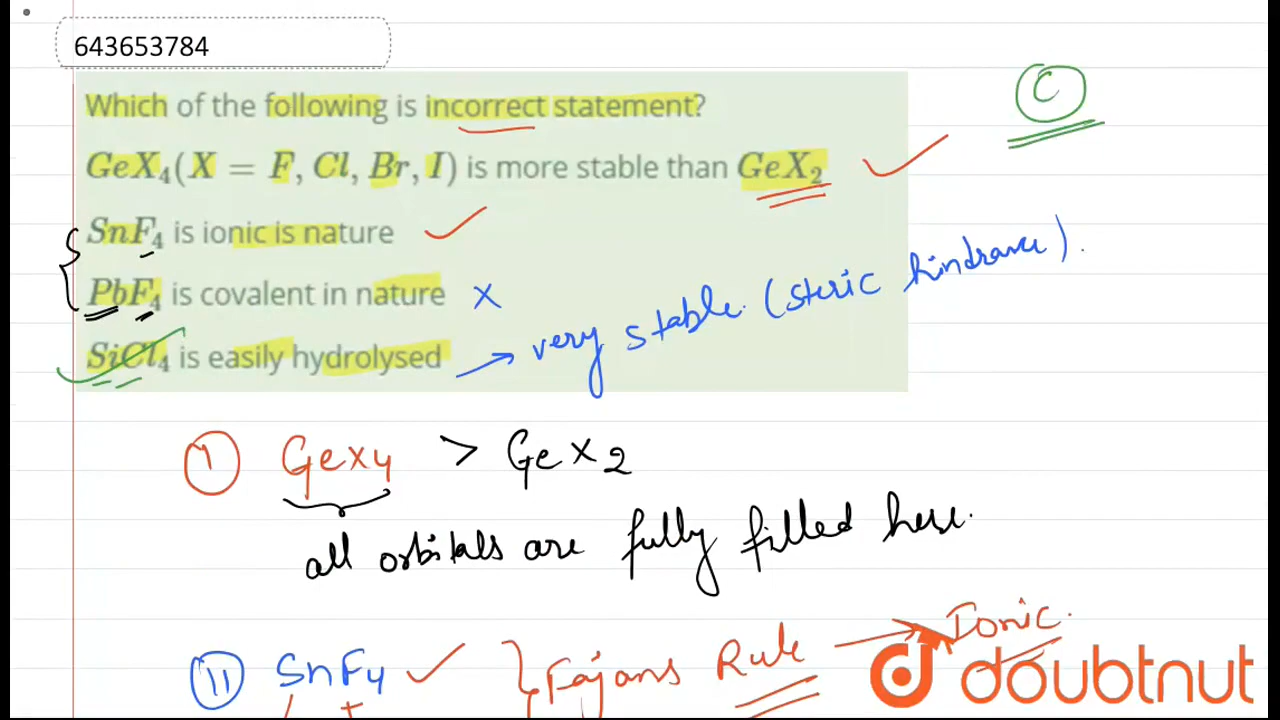 643653784
Which of the following is incorrect statement?
C
GeX₄(X = F, Cl, Br, I) is more stable than GeX₂
SnF₄ is ionic is nature
PbF₄ is covalent in nature ×
SiCl₄ is easily hydrolysed → very stable. (steric hindrance).
I GeX4 > GeX2
all orbitals are fully filled here.
II SnF4 Fajans Rule → Ionic.
doubtnut